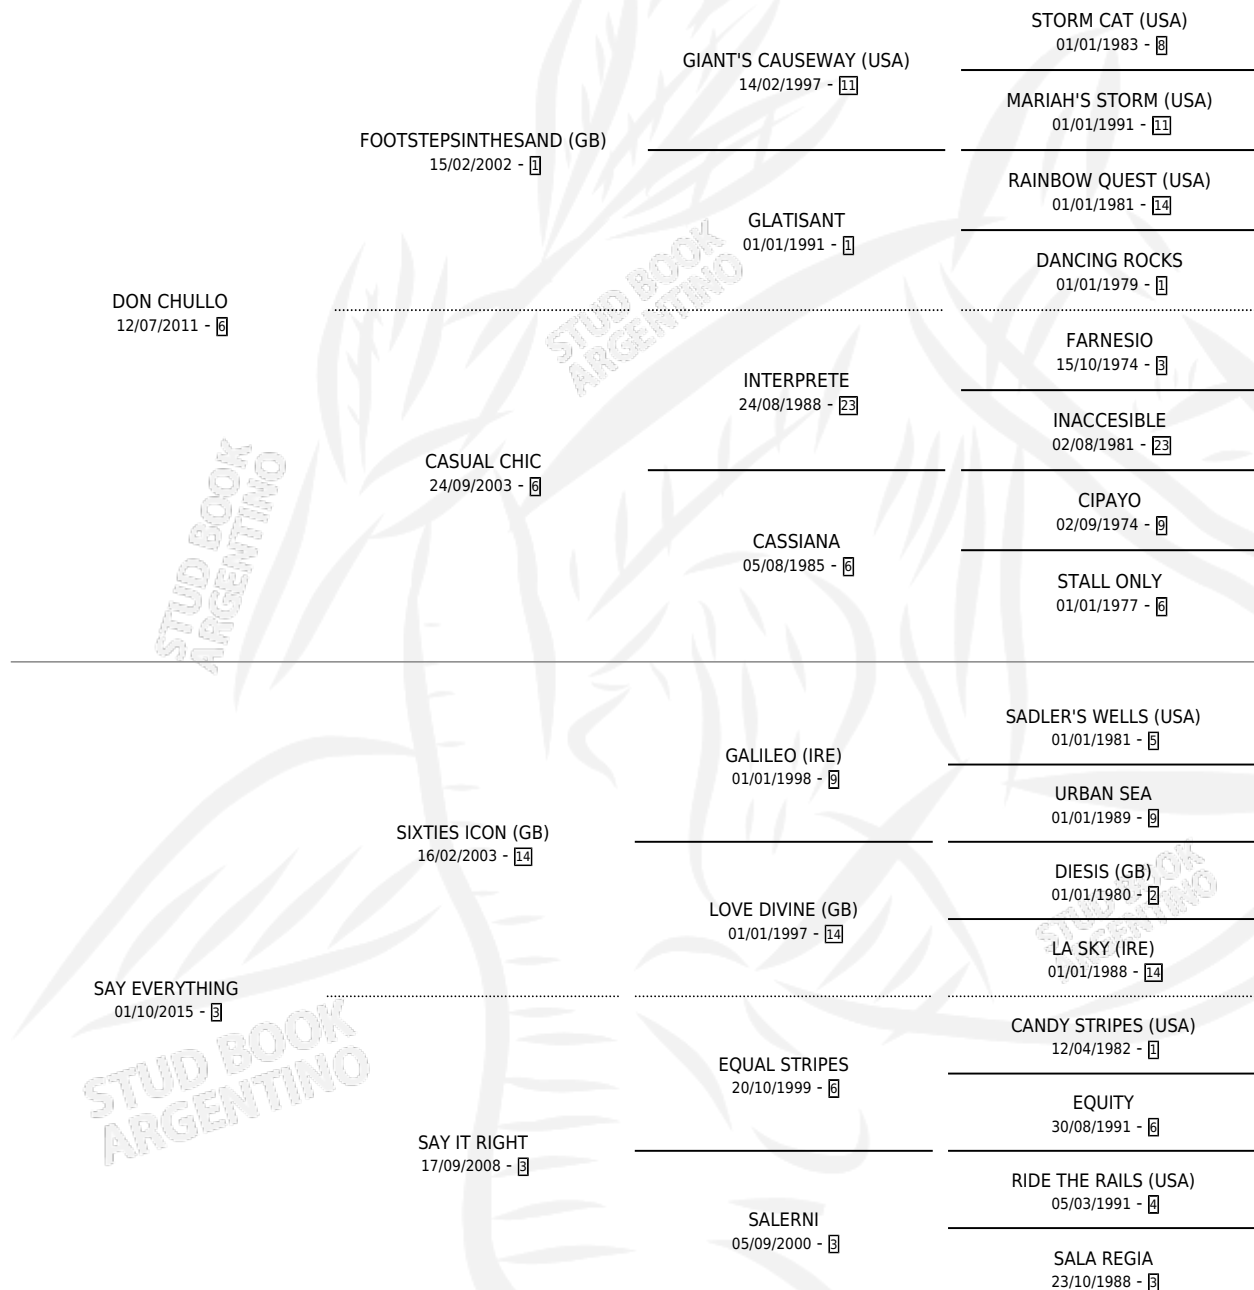 STORM CAT (USA)
01/01/1983 - 8
GIANT'S CAUSEWAY (USA)
14/02/1997 - 11
MARIAH'S STORM (USA)
01/01/1991 - 11
FOOTSTEPSINTHESAND (GB)
15/02/2002 - 1
RAINBOW QUEST (USA)
01/01/1981 - 14
GLATISANT
01/01/1991 - 1
DANCING ROCKS
01/01/1979 - 1
DON CHULLO
12/07/2011 - 6
STUD BOOK
ARGENTINO
FARNESIO
15/10/1974 - 3
INTERPRETE
24/08/1988 - 23
INACCESIBLE
02/08/1981 - 23
CASUAL CHIC
24/09/2003 - 6
CIPAYO
02/09/1974 - 9
CASSIANA
05/08/1985 - 6
STALL ONLY
01/01/1977 - 6
STUD BOOK
ARGENTINO
SADLER'S WELLS (USA)
01/01/1981 - 5
GALILEO (IRE)
01/01/1998 - 9
URBAN SEA
01/01/1989 - 9
SIXTIES ICON (GB)
16/02/2003 - 14
DIESIS (GB)
01/01/1980 - 2
LOVE DIVINE (GB)
01/01/1997 - 14
LA SKY (IRE)
01/01/1988 - 14
STUD BOOK
ARGENTINO
SAY EVERYTHING
01/10/2015 - 3
STUD BOOK
ARGENTINO
CANDY STRIPES (USA)
12/04/1982 - 1
EQUAL STRIPES
20/10/1999 - 6
EQUITY
30/08/1991 - 6
SAY IT RIGHT
17/09/2008 - 3
RIDE THE RAILS (USA)
05/03/1991 - 4
SALERNI
05/09/2000 - 3
SALA REGIA
23/10/1988 - 3